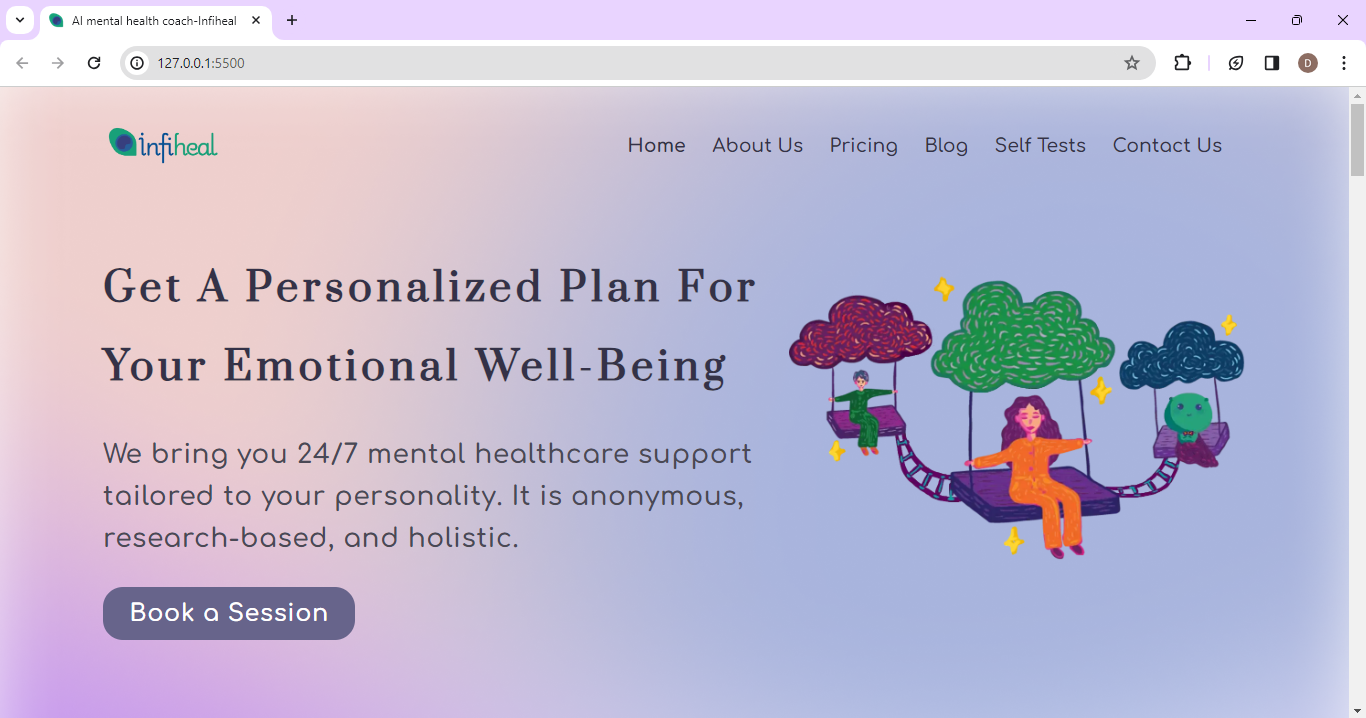 AI mental health coach-Infiheal
127.0.0.1:5500
D
infiheal
Home About Us Pricing Blog Self Tests Contact Us
Get A Personalized Plan For
Your Emotional Well-Being
We bring you 24/7 mental healthcare support
tailored to your personality. It is anonymous,
research-based, and holistic.
Book a Session